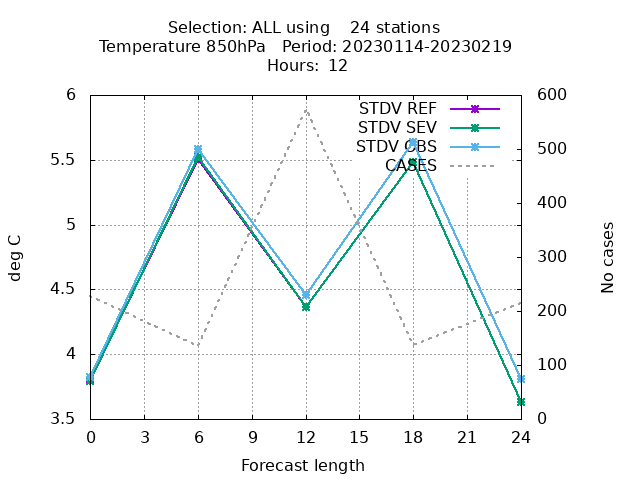 Selection: ALL using    24 stations
Temperature 850hPa   Period: 20230114-20230219
Hours:  12
6
5.5
5
4.5
4
3.5
600
500
400
300
200
100
0
STDV REF
STDV SEV
STDV OBS
CASES
deg C
No cases
0 3 6 9 12 15 18 21 24
Forecast length